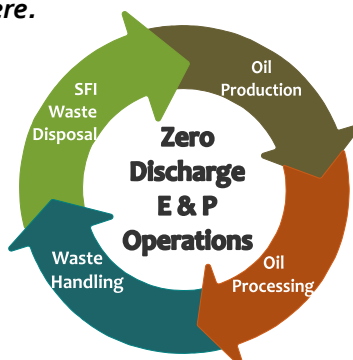 ere.
SFI
Waste
Disposal
Oil
Production
Zero
Discharge
E & P
Operations
Waste
Handling
Oil
Processing